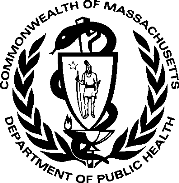 COMMONWEALTH OF MASSACHUSETTS
DEPARTMENT OF PUBLIC HEALTH